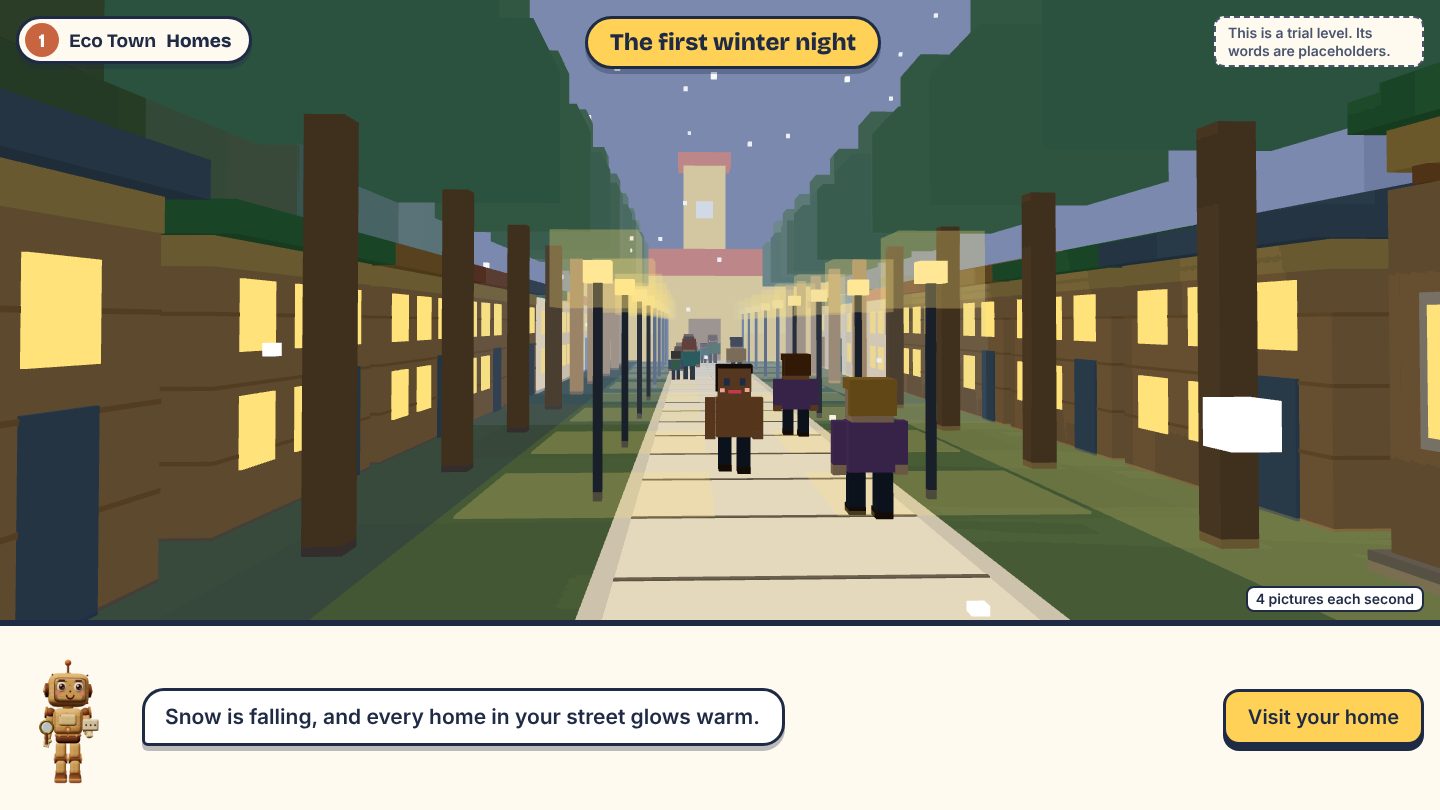 1 Eco Town Homes
The first winter night
This is a trial level. Its
words are placeholders.
4 pictures each second
Snow is falling, and every home in your street glows warm.
Visit your home